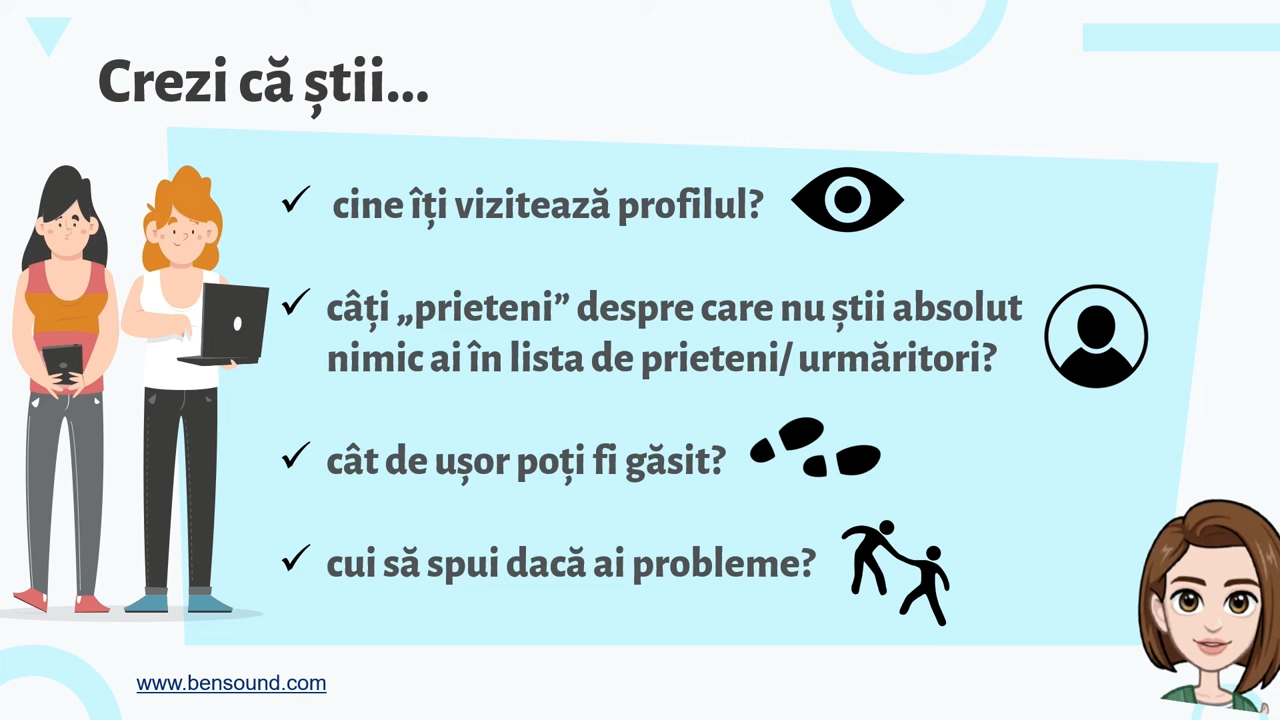 Crezi că știi...
cine îți vizitează profilul?
câți „prieteni” despre care nu știi absolut
nimic ai în lista de prieteni/ urmăritori?
cât de ușor poți fi găsit?
cui să spui dacă ai probleme?
www.bensound.com